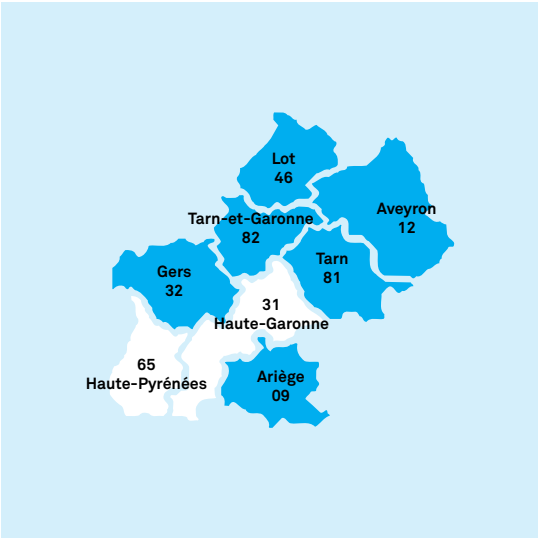 Lot
46
Aveyron
12
Tarn-et-Garonne
82
Tarn
81
Gers
32
31
Haute-Garonne
65
Haute-Pyrénées
Ariège
09